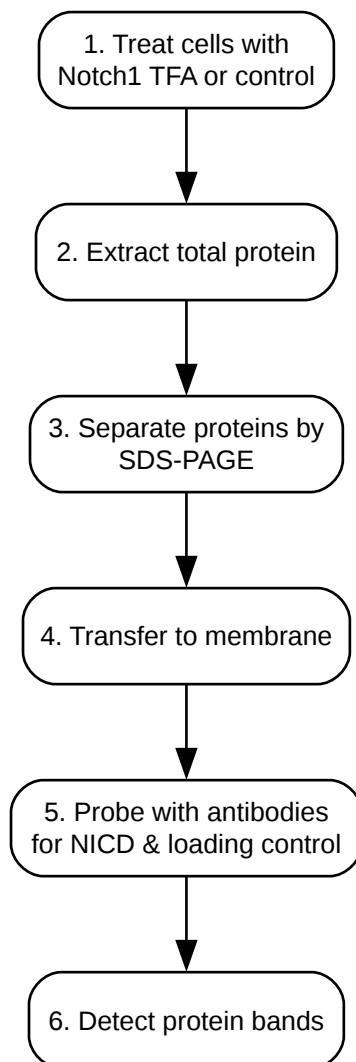 1. Treat cells with
Notch1 TFA or control
2. Extract total protein
3. Separate proteins by
SDS-PAGE
4. Transfer to membrane
5. Probe with antibodies
for NICD & loading control
6. Detect protein bands